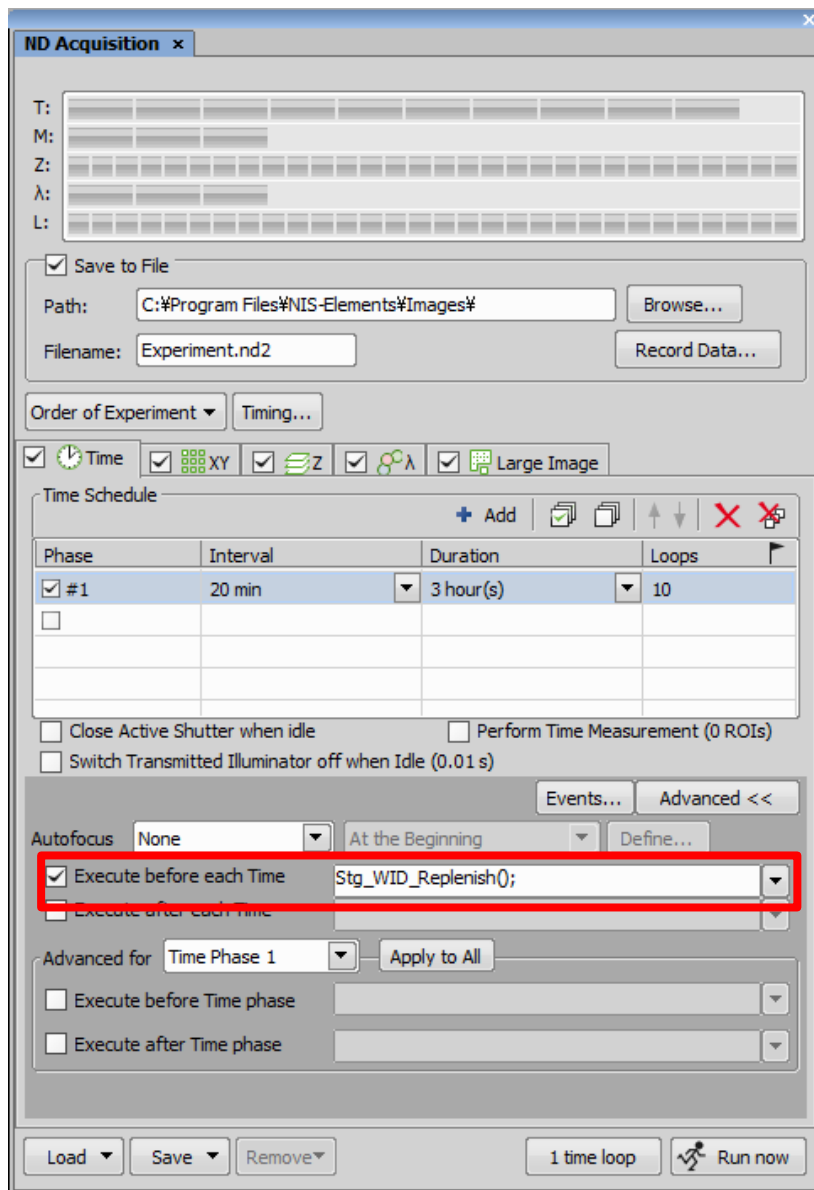 ND Acquisition ×
T:
M:
Z:
λ:
L:
Save to File
Path: C:¥Program Files¥NIS-Elements¥Images¥ Browse...
Filename: Experiment.nd2 Record Data...
Order of Experiment Timing...
Time XY Z λ Large Image
Time Schedule
Add
Phase Interval Duration Loops
#1 20 min 3 hour(s) 10
Close Active Shutter when idle Perform Time Measurement (0 ROIs)
Switch Transmitted Illuminator off when Idle (0.01 s)
Events... Advanced <<
Autofocus None At the Beginning Define...
Execute before each Time Stg_WID_Replenish();
Execute after each Time
Advanced for Time Phase 1 Apply to All
Execute before Time phase
Execute after Time phase
Load Save Remove 1 time loop Run now